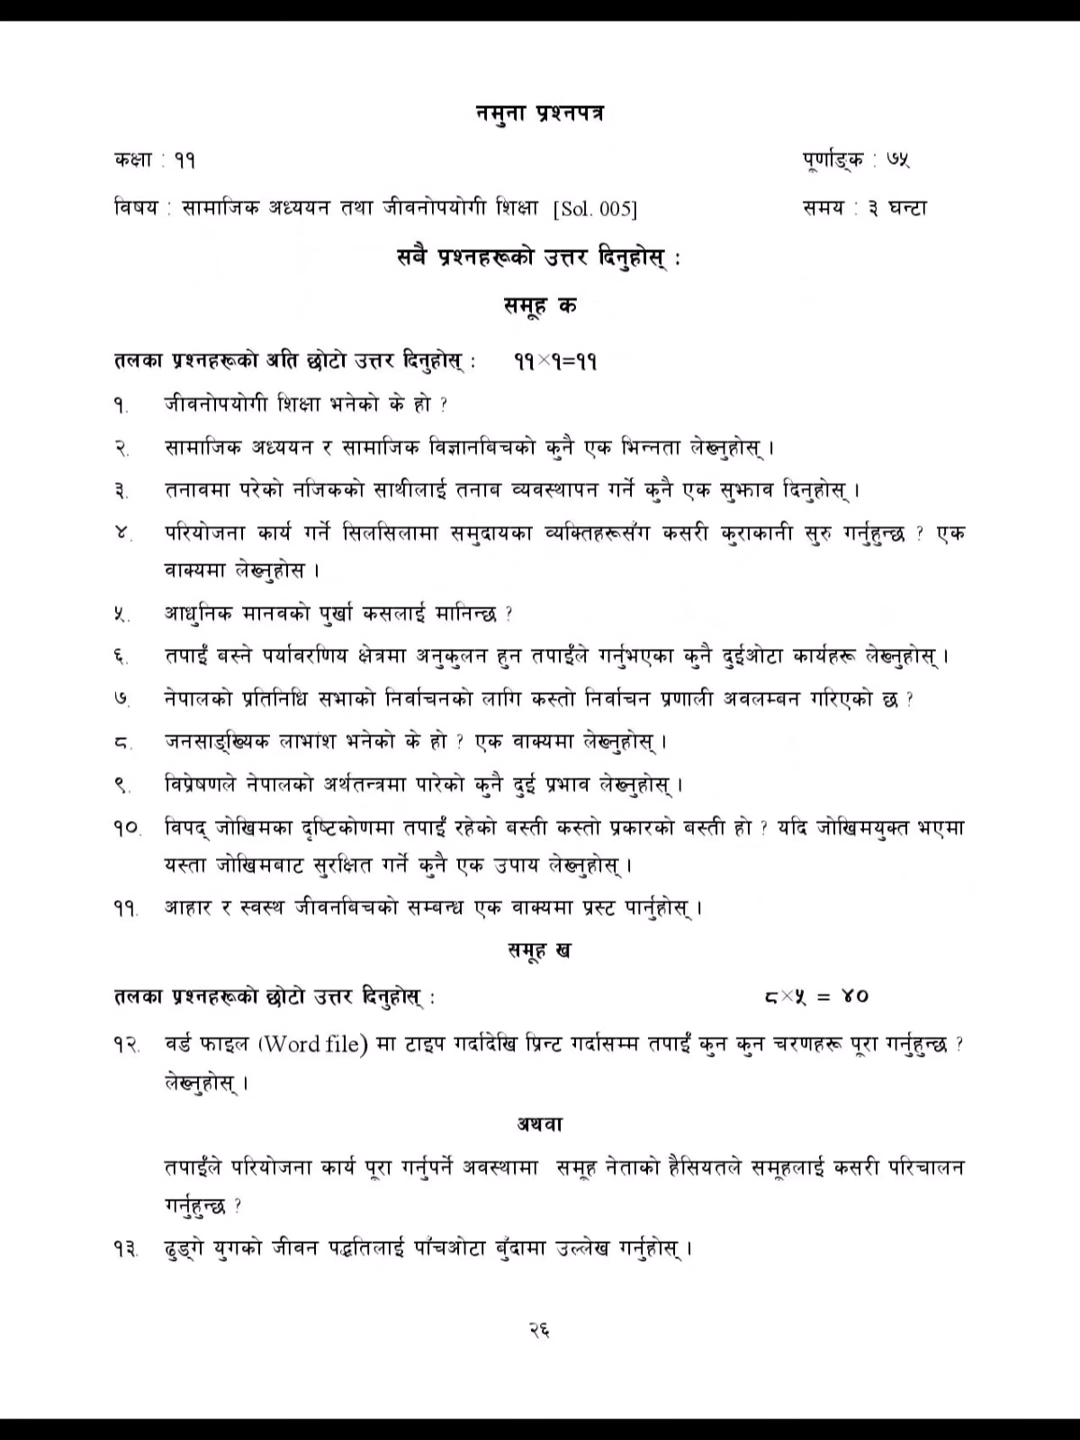 नमुना प्रश्नपत्र
कक्षा : ११ पूर्णाङ्क : ७५
विषय : सामाजिक अध्ययन तथा जीवनोपयोगी शिक्षा [Sol. 005] समय : ३ घन्टा
सबै प्रश्नहरूको उत्तर दिनुहोस् :
समूह क
तलका प्रश्नहरूको अति छोटो उत्तर दिनुहोस् : ११×१=११
१. जीवनोपयोगी शिक्षा भनेको के हो ?
२. सामाजिक अध्ययन र सामाजिक विज्ञानबिचको कुनै एक भिन्नता लेख्नुहोस् ।
३. तनावमा परेको नजिकको साथीलाई तनाब व्यवस्थापन गर्ने कुनै एक सुझाव दिनुहोस् ।
४. परियोजना कार्य गर्ने सिलसिलामा समुदायका व्यक्तिहरूसँग कसरी कुराकानी सुरु गर्नुहुन्छ ? एक
वाक्यमा लेख्नुहोस ।
५. आधुनिक मानवको पुर्खा कसलाई मानिन्छ ?
६. तपाईं बस्ने पर्यावरणिय क्षेत्रमा अनुकुलन हुन तपाईंले गर्नुभएका कुनै दुईओटा कार्यहरू लेख्नुहोस् ।
७. नेपालको प्रतिनिधि सभाको निर्वाचनको लागि कस्तो निर्वाचन प्रणाली अवलम्बन गरिएको छ ?
८. जनसाङ्ख्यिक लाभांश भनेको के हो ? एक वाक्यमा लेख्नुहोस् ।
९. विप्रेषणले नेपालको अर्थतन्त्रमा पारेको कुनै दुई प्रभाव लेख्नुहोस् ।
१०. विपद् जोखिमका दृष्टिकोणमा तपाईं रहेको बस्ती कस्तो प्रकारको बस्ती हो ? यदि जोखिमयुक्त भएमा
यस्ता जोखिमबाट सुरक्षित गर्ने कुनै एक उपाय लेख्नुहोस् ।
११. आहार र स्वस्थ जीवनबिचको सम्बन्ध एक वाक्यमा प्रस्ट पार्नुहोस् ।
समूह ख
तलका प्रश्नहरूको छोटो उत्तर दिनुहोस् : ८×५ = ४०
१२. वर्ड फाइल (Word file) मा टाइप गर्दादेखि प्रिन्ट गर्दासम्म तपाईं कुन कुन चरणहरू पूरा गर्नुहुन्छ ?
लेख्नुहोस् ।
अथवा
तपाईंले परियोजना कार्य पूरा गर्नुपर्ने अवस्थामा समूह नेताको हैसियतले समूहलाई कसरी परिचालन
गर्नुहुन्छ ?
१३. ढुङ्गे युगको जीवन पद्धतिलाई पाँचओटा बुँदामा उल्लेख गर्नुहोस् ।
२६